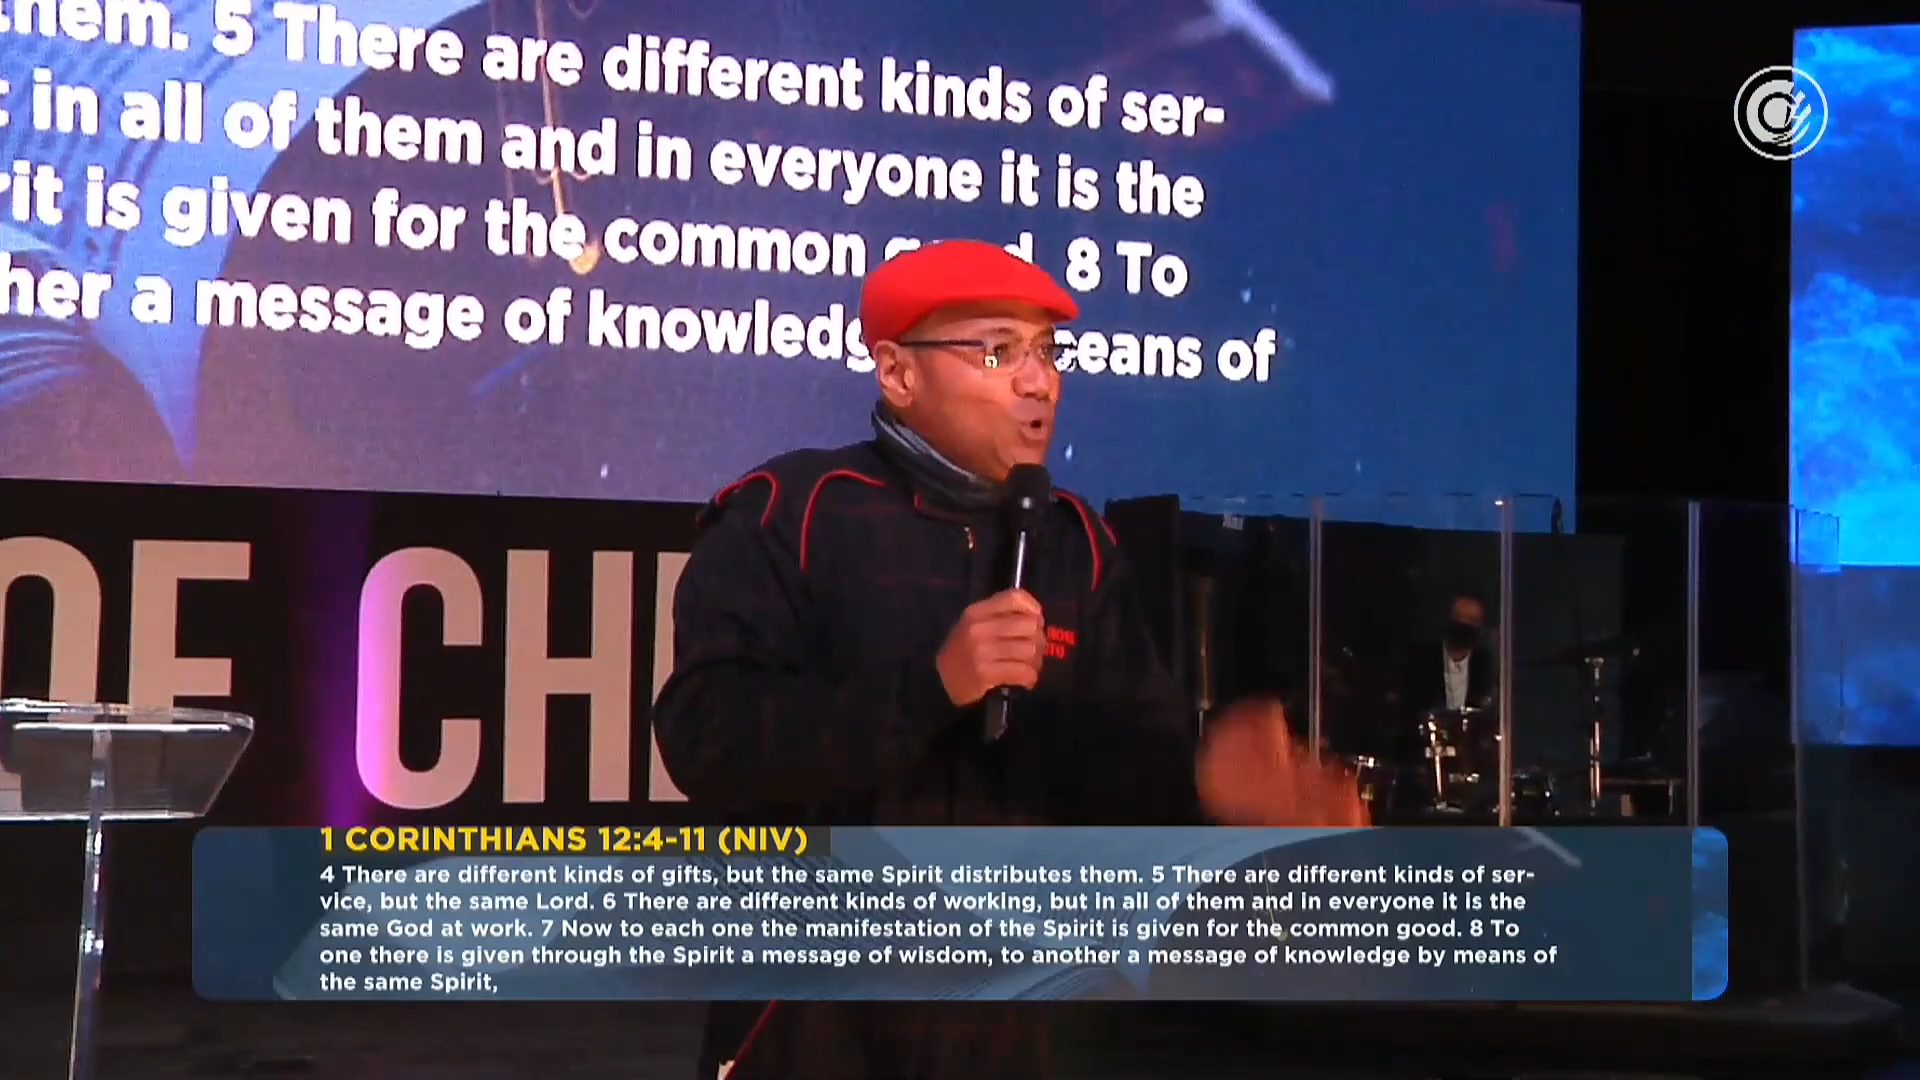 them. 5 There are different kinds of ser-
in all of them and in everyone it is the
is given for the common 8 To
a message of knowledge of
OF
1 CORINTHIANS 12:4-11 (NIV)
4 There are different kinds of gifts, but the same Spirit distributes them. 5 There are different kinds of ser-
vice, but the same Lord. 6 There are different kinds of working, but in all of them and in everyone it is the
same God at work. 7 Now to each one the manifestation of the Spirit is given for the common good. 8 To
one there is given through the Spirit a message of wisdom, to another a message of knowledge by means of
the same Spirit,